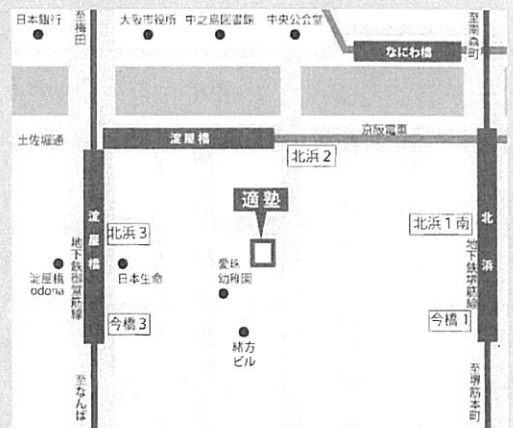 日本銀行
至梅田
大阪市役所
中之島図書館
中央公会堂
なにわ橋
至南森町
土佐堀通
淀屋橋
京阪電車
北浜2
適塾
淀屋橋
北浜3
北浜1南
北浜
地下鉄御堂筋線
淀屋橋
odona
日本生命
愛珠
幼稚園
地下鉄堺筋線
今橋3
今橋1
緒方
ビル
至なんば
至堺筋本町